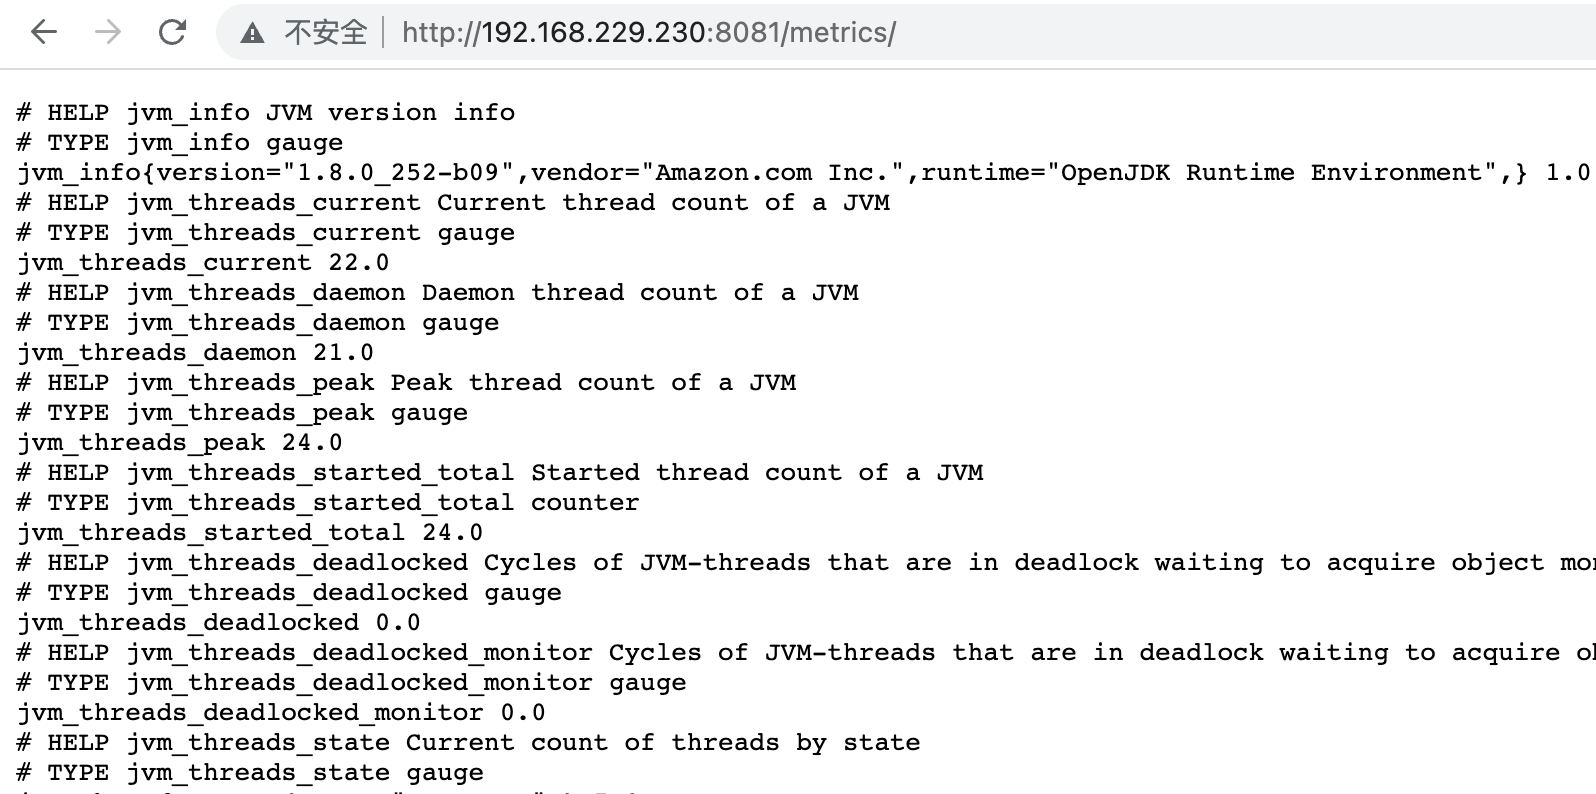 不安全 http://192.168.229.230:8081/metrics/
# HELP jvm_info JVM version info
# TYPE jvm_info gauge
jvm_info{version="1.8.0_252-b09",vendor="Amazon.com Inc.",runtime="OpenJDK Runtime Environment",} 1.0
# HELP jvm_threads_current Current thread count of a JVM
# TYPE jvm_threads_current gauge
jvm_threads_current 22.0
# HELP jvm_threads_daemon Daemon thread count of a JVM
# TYPE jvm_threads_daemon gauge
jvm_threads_daemon 21.0
# HELP jvm_threads_peak Peak thread count of a JVM
# TYPE jvm_threads_peak gauge
jvm_threads_peak 24.0
# HELP jvm_threads_started_total Started thread count of a JVM
# TYPE jvm_threads_started_total counter
jvm_threads_started_total 24.0
# HELP jvm_threads_deadlocked Cycles of JVM-threads that are in deadlock waiting to acquire object
# TYPE jvm_threads_deadlocked gauge
jvm_threads_deadlocked 0.0
# HELP jvm_threads_deadlocked_monitor Cycles of JVM-threads that are in deadlock waiting to acquire
# TYPE jvm_threads_deadlocked_monitor gauge
jvm_threads_deadlocked_monitor 0.0
# HELP jvm_threads_state Current count of threads by state
# TYPE jvm_threads_state gauge